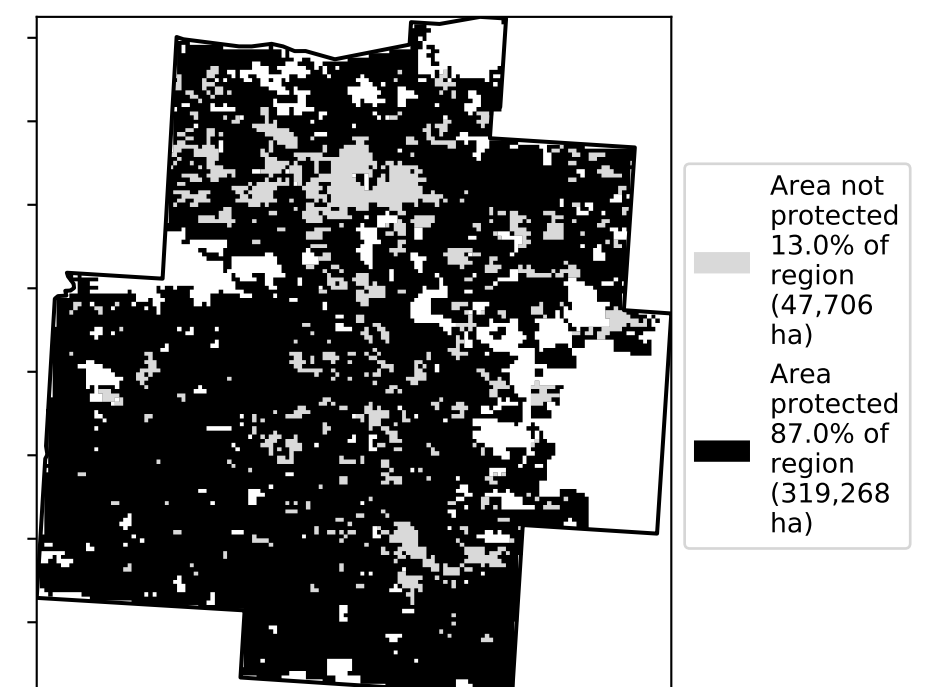 Area not
protected
13.0% of
region
(47,706
ha)
Area
protected
87.0% of
region
(319,268
ha)